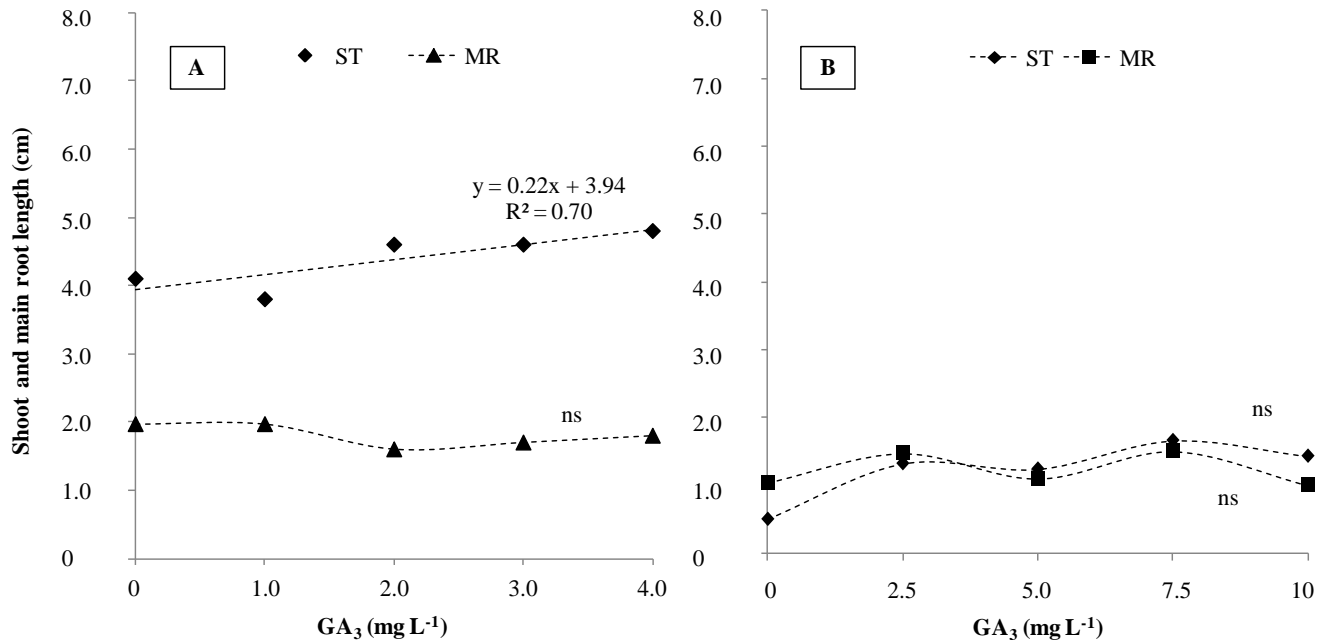 Shoot and main root length (cm)
8.0
7.0
6.0
5.0
4.0
3.0
2.0
1.0
0
A
ST
MR
y = 0.22x + 3.94
R² = 0.70
ns
0
1.0
2.0
3.0
4.0
GA₃ (mg L⁻¹)
8.0
7.0
6.0
5.0
4.0
3.0
2.0
1.0
0
B
ST
MR
ns
ns
0
2.5
5.0
7.5
10
GA₃ (mg L⁻¹)